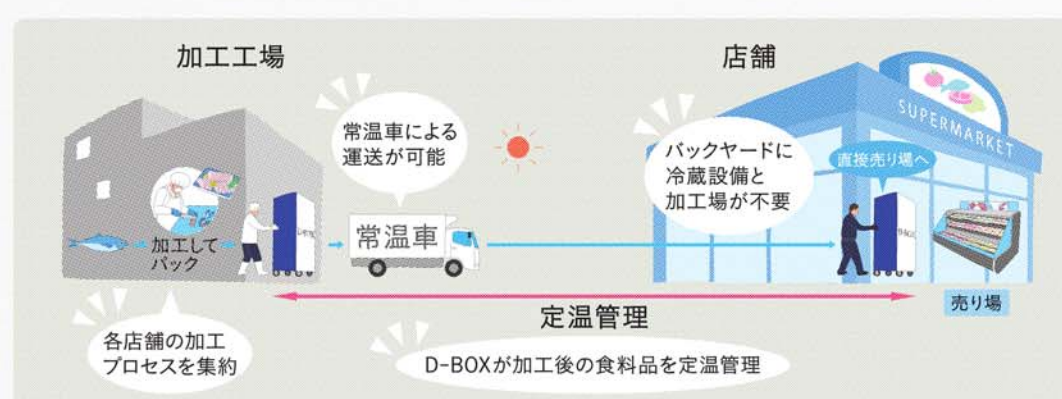 加工工場
店舗
常温車による
運送が可能
バックヤードに
冷蔵設備と
加工場が不要
SUPERMARKET
直接売り場へ
加工して
パック
常温車
売り場
定温管理
各店舗の加工
プロセスを集約
D-BOXが加工後の食料品を定温管理